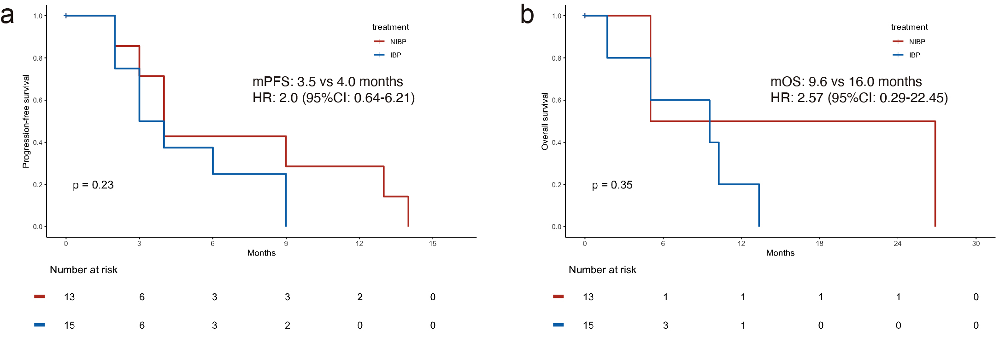 a
1.0
0.8
0.6
0.4
0.2
0.0
Progression-free survival
treatment
NIBP
IBP
mPFS: 3.5 vs 4.0 months
HR: 2.0 (95%CI: 0.64-6.21)
p = 0.23
0 3 6 9 12 15
Months
Number at risk
13 6 3 3 2 0
15 6 3 2 0 0
b
1.0
0.8
0.6
0.4
0.2
0.0
Overall survival
treatment
NIBP
IBP
mOS: 9.6 vs 16.0 months
HR: 2.57 (95%CI: 0.29-22.45)
p = 0.35
0 6 12 18 24 30
Months
Number at risk
13 1 1 1 1 0
15 3 1 0 0 0